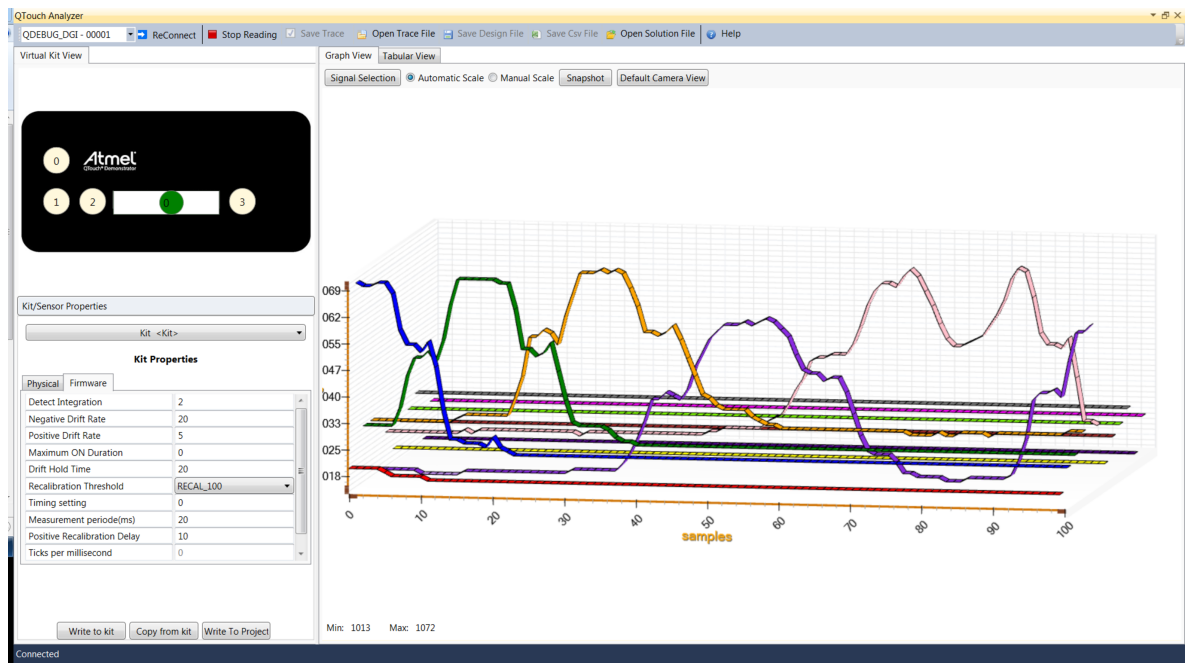 QTouch Analyzer
QDEBUG_DGI - 00001 ReConnect Stop Reading Save Trace Open Trace File Save Design File Save Csv File Open Solution File Help
Virtual Kit View
Graph View Tabular View
Signal Selection Automatic Scale Manual Scale Snapshot Default Camera View
0
Atmel
QTouch® Demonstrator
1 2 0 3
Kit/Sensor Properties
Kit <Kit>
Kit Properties
Physical Firmware
Detect Integration 2
Negative Drift Rate 20
Positive Drift Rate 5
Maximum ON Duration 0
Drift Hold Time 20
Recalibration Threshold RECAL_100
Timing setting 0
Measurement periode(ms) 20
Positive Recalibration Delay 10
Ticks per millisecond 0
Write to kit Copy from kit Write To Project
069
062
055
047
040
033
025
018
0 10 20 30 40 50 60 70 80 90 100
samples
Min: 1013 Max: 1072
Connected